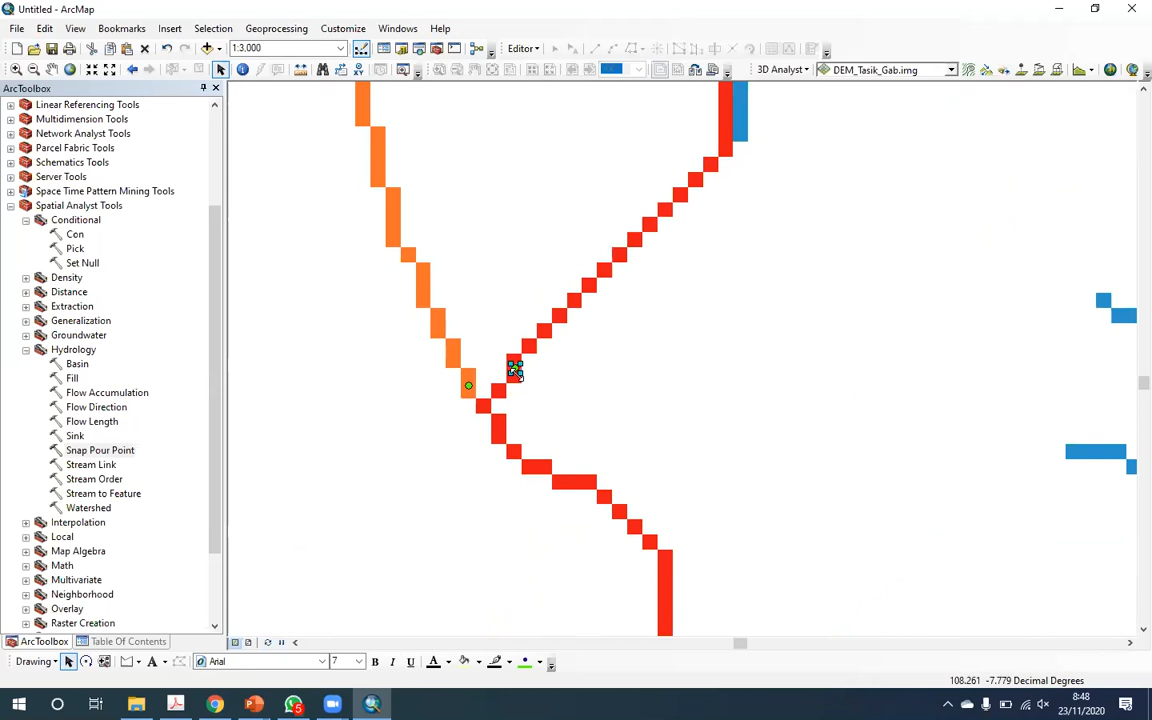 Untitled - ArcMap
File Edit View Bookmarks Insert Selection Geoprocessing Customize Windows Help
1:3,000 Editor
3D Analyst DEM_Tasik_Gab.img
ArcToolbox
Linear Referencing Tools
Multidimension Tools
Network Analyst Tools
Parcel Fabric Tools
Schematics Tools
Server Tools
Space Time Pattern Mining Tools
Spatial Analyst Tools
Conditional
Con
Pick
Set Null
Density
Distance
Extraction
Generalization
Groundwater
Hydrology
Basin
Fill
Flow Accumulation
Flow Direction
Flow Length
Sink
Snap Pour Point
Stream Link
Stream Order
Stream to Feature
Watershed
Interpolation
Local
Map Algebra
Math
Multivariate
Neighborhood
Overlay
Raster Creation
ArcToolbox Table Of Contents
Drawing A Arial 7 B I U A
108.261 -7.779 Decimal Degrees
5
8:48
23/11/2020